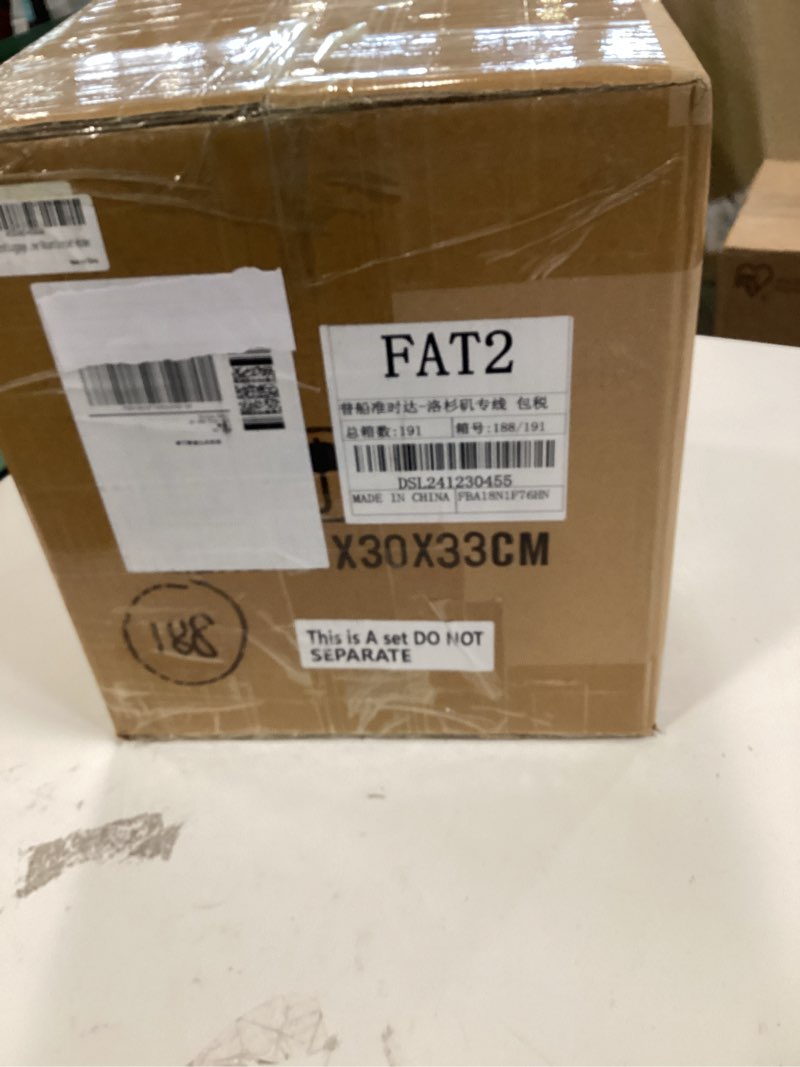 FAT2
普船准时达-洛杉矶专线 包税
总箱数:191 箱号:188/191
DSL241230455
MADE IN CHINA FBA18N1F76HN
X30X33CM
188
This is A set DO NOT
SEPARATE